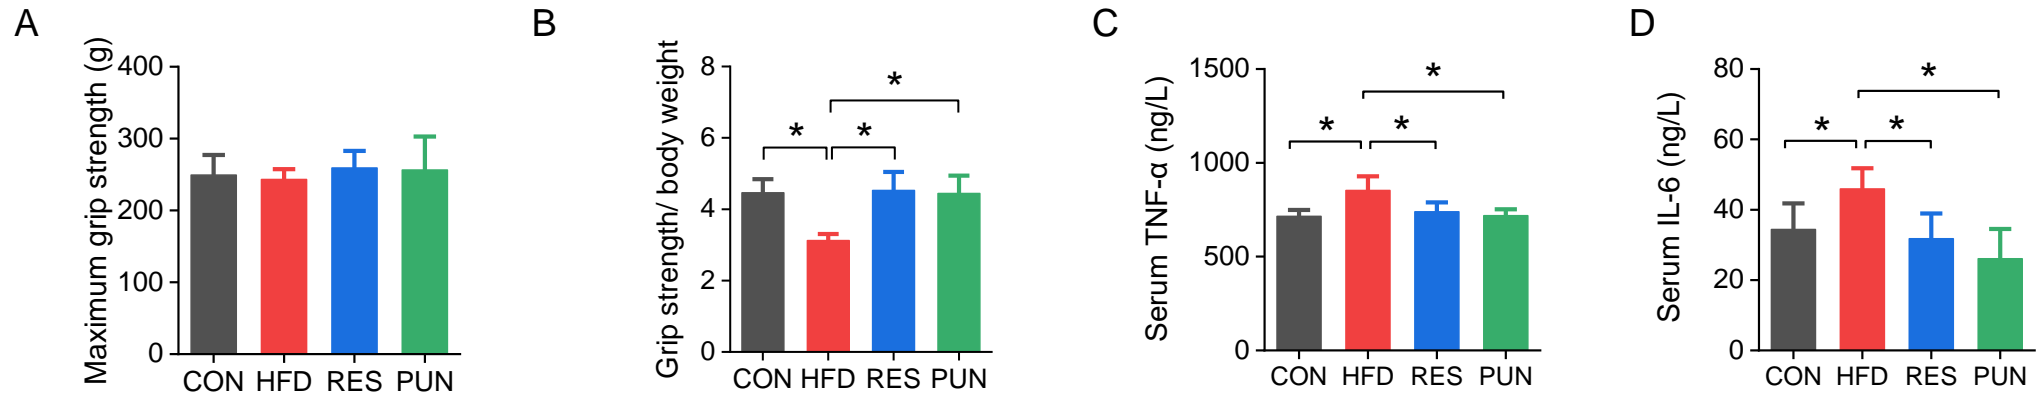 A
Maximum grip strength (g)
400
300
200
100
0
CON HFD RES PUN
B
Grip strength/ body weight
8
6
4
2
0
* * *
CON HFD RES PUN
C
Serum TNF-α (ng/L)
1500
1000
500
0
* * *
CON HFD RES PUN
D
Serum IL-6 (ng/L)
80
60
40
20
0
* * *
CON HFD RES PUN